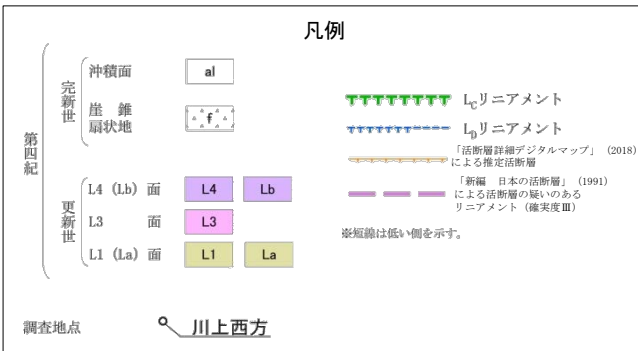 凡例
第四紀
完新世
沖積面 al
崖錐
扇状地 f
更新世
L4 (Lb) 面 L4 Lb
L3 面 L3
L1 (La) 面 L1 La
調査地点 川上西方
LCリニアメント
LDリニアメント
「活断層詳細デジタルマップ」(2018)
による推定活断層
「新編 日本の活断層」(1991)
による活断層の疑いのある
リニアメント(確実度Ⅲ)
※短線は低い側を示す。